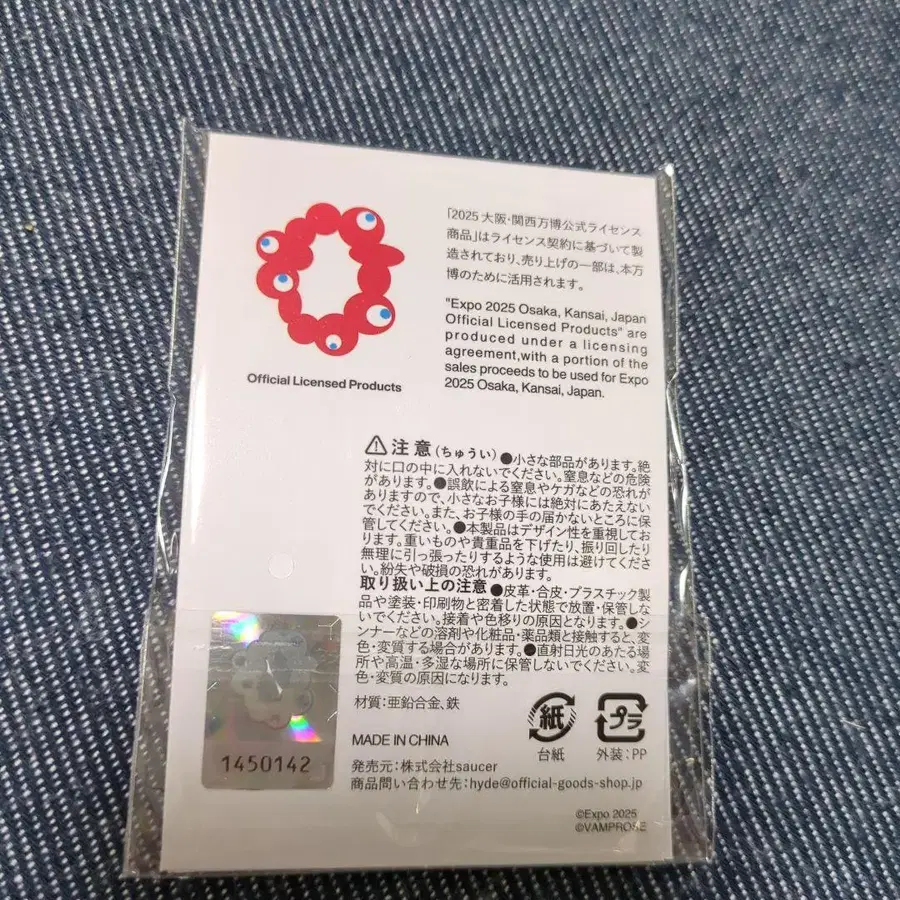 「2025 大阪・関西万博公式ライセンス
商品」はライセンス契約に基づいて製
造されており、売り上げの一部は、本万
博のために活用されます。
"Expo 2025 Osaka, Kansai, Japan
Official Licensed Products" are
produced under a licensing
agreement,with a portion of the
sales proceeds to be used for Expo
2025 Osaka, Kansai, Japan.
Official Licensed Products
注意(ちゅうい)●小さな部品があります。絶
対に口の中に入れないでください。窒息などの危険
があります。●誤飲による窒息やケガなどの恐れが
ありますので、小さなお子様には絶対にあたえない
でください。また、お子様の手の届かないところに保
管してください。●本製品はデザイン性を重視してお
ります。重いものや貴重品を下げたり、振り回したり
無理に引っ張ったりするような使用は避けてくださ
い。紛失や破損の恐れがあります。
取り扱い上の注意●皮革・合皮・プラスチック製
品や塗装・印刷物と密着した状態で放置・保管しな
いでください。接着や色移りの原因となります。●シ
ンナーなどの溶剤や化粧品・薬品類と接触すると、変
色・変質する場合があります。●直射日光のあたる場
所や高温・多湿な場所に保管しないでください。変
色・変質の原因になります。
材質:亜鉛合金、鉄
紙
台紙
プラ
外装:PP
MADE IN CHINA
発売元:株式会社saucer
商品問い合わせ先:hyde@official-goods-shop.jp
1450142
©Expo 2025
©VAMPROSE